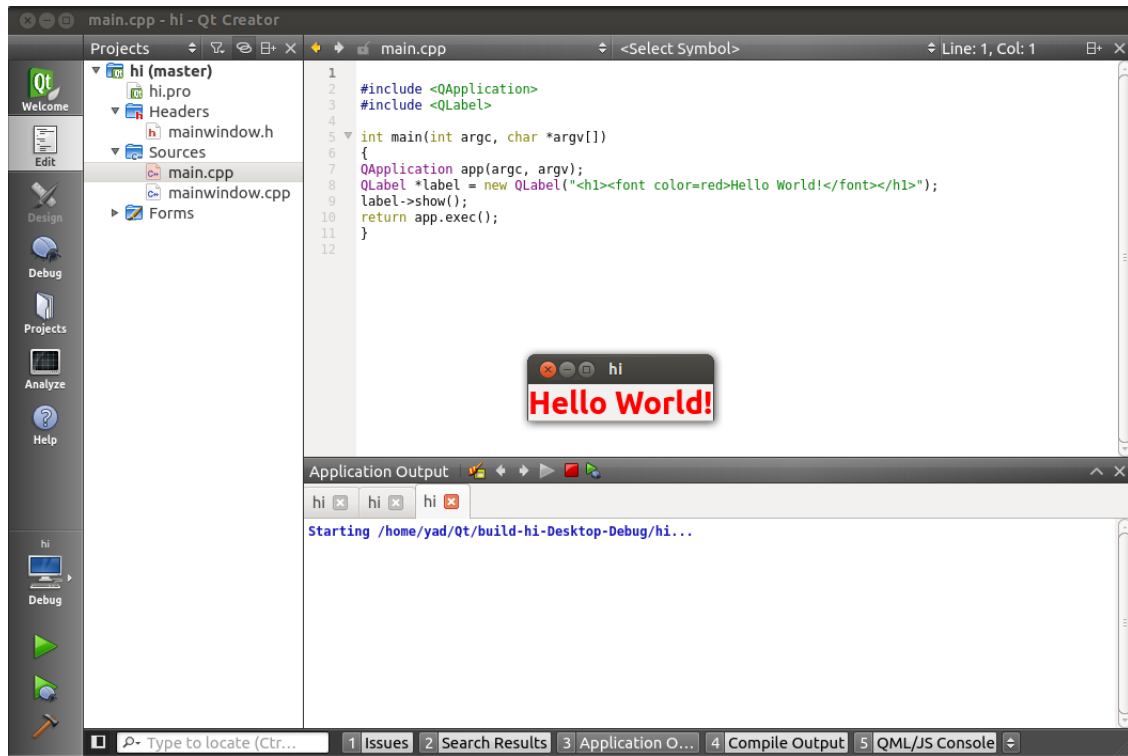 main.cpp - hi - Qt Creator
Projects
main.cpp
<Select Symbol>
Line: 1, Col: 1
Qt
Welcome
Edit
Design
Debug
Projects
Analyze
Help
hi
Debug
hi (master)
hi.pro
Headers
mainwindow.h
Sources
main.cpp
mainwindow.cpp
Forms
1
2 #include <QApplication>
3 #include <QLabel>
4
5 int main(int argc, char *argv[])
6 {
7 QApplication app(argc, argv);
8 QLabel *label = new QLabel("<h1><font color=red>Hello World!</font></h1>");
9 label->show();
10 return app.exec();
11 }
12
hi
Hello World!
Application Output
hi hi hi
Starting /home/yad/Qt/build-hi-Desktop-Debug/hi...
Type to locate (Ctr...
1 Issues 2 Search Results 3 Application O... 4 Compile Output 5 QML/JS Console